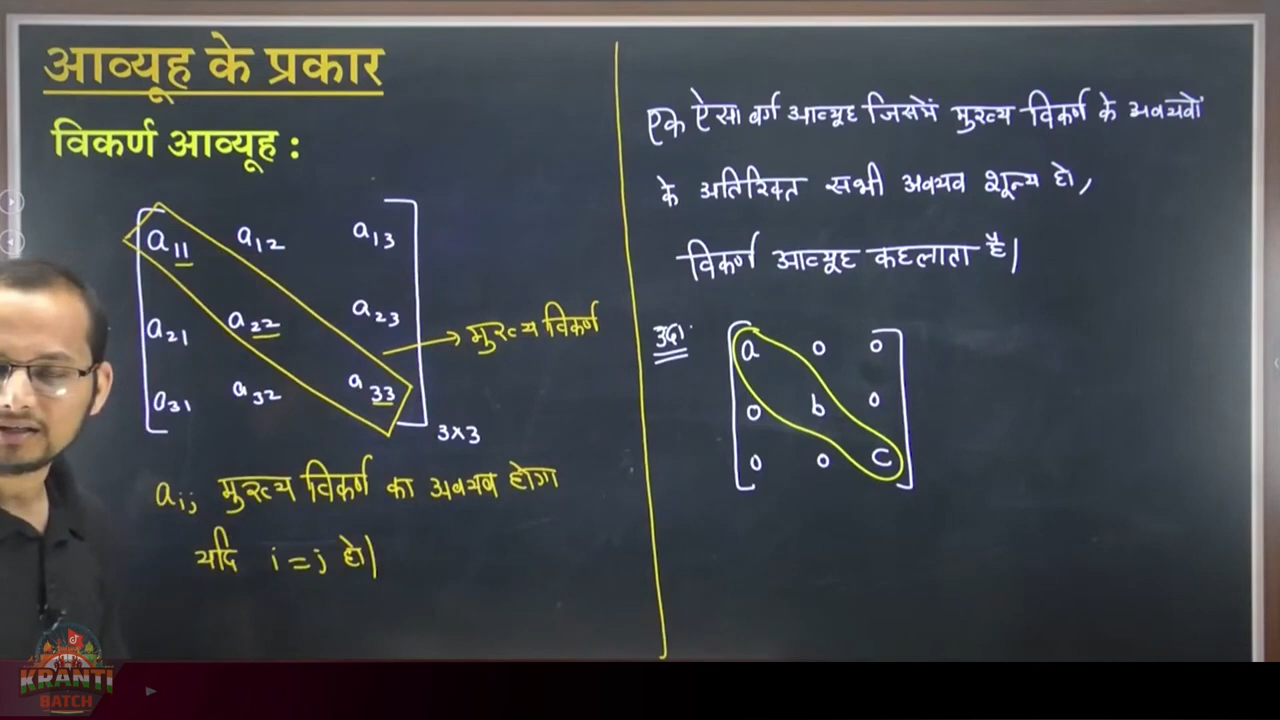 आव्यूह के प्रकार
विकर्ण आव्यूह :
a11 a12 a13
a21 a22 a23
a31 a32 a33
3×3
→ मुख्य विकर्ण
aij मुख्य विकर्ण का अवयव होगा
यदि i = j हो।
एक ऐसा वर्ग आव्यूह जिसमें मुख्य विकर्ण के अवयवों
के अतिरिक्त सभी अवयव शून्य हो,
विकर्ण आव्यूह कहलाता है।
उदा.
a 0 0
0 b 0
0 0 c
KRANTI
BATCH